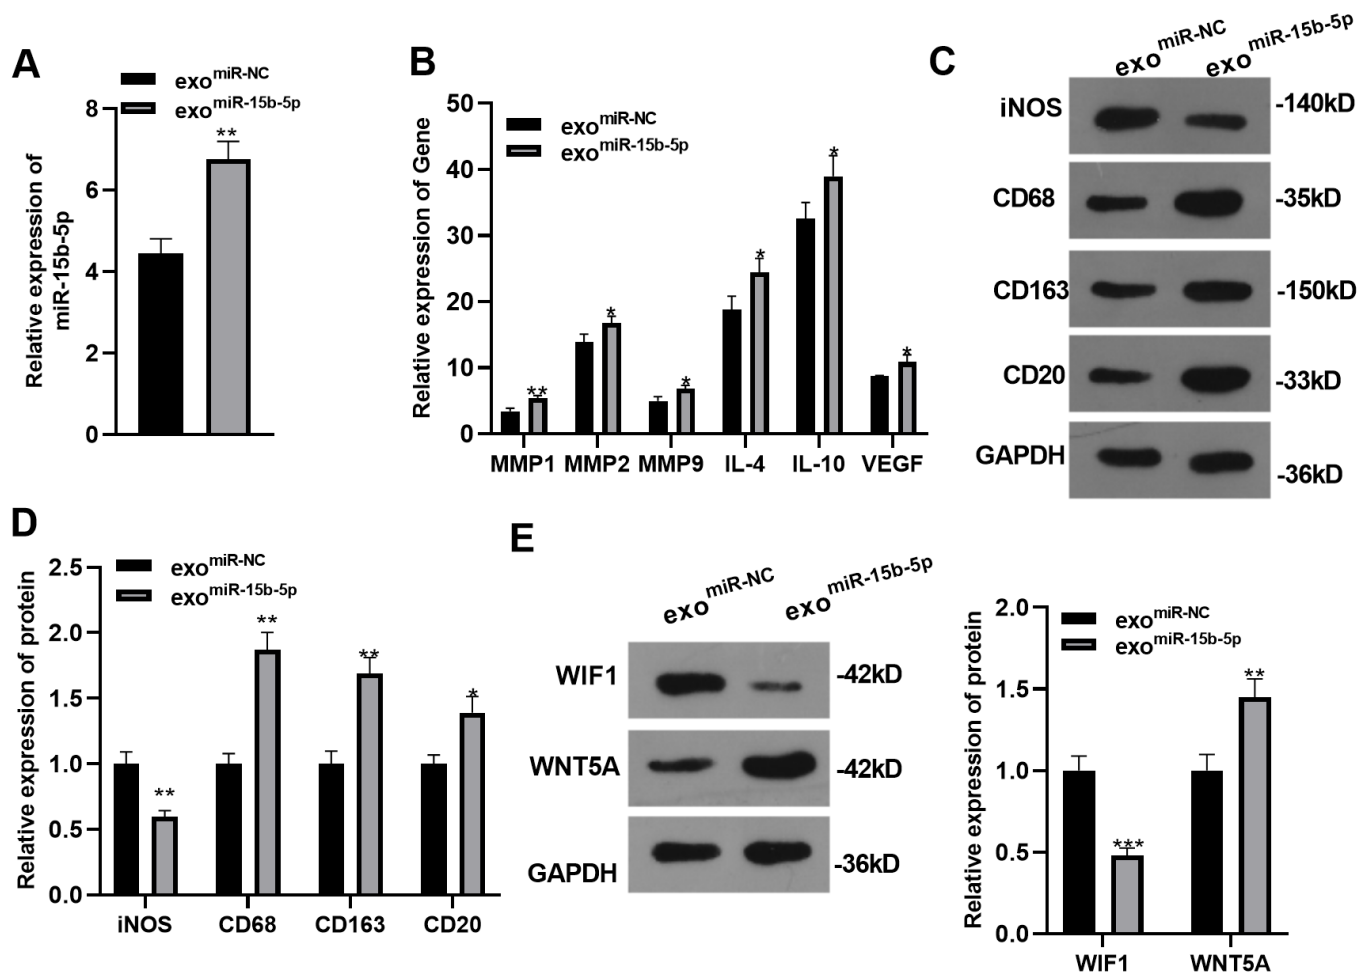 A
exo^miR-NC
exo^miR-15b-5p
**
8
6
4
2
0
Relative expression of
miR-15b-5p
B
exo^miR-NC
exo^miR-15b-5p
50
40
30
20
10
0
Relative expression of Gene
** * * * * *
MMP1 MMP2 MMP9 IL-4 IL-10 VEGF
C
exo^miR-NC exo^miR-15b-5p
iNOS -140kD
CD68 -35kD
CD163 -150kD
CD20 -33kD
GAPDH -36kD
D
exo^miR-NC
exo^miR-15b-5p
2.5
2.0
1.5
1.0
0.5
0.0
Relative expression of protein
** ** ** *
iNOS CD68 CD163 CD20
E
exo^miR-NC exo^miR-15b-5p
WIF1 -42kD
WNT5A -42kD
GAPDH -36kD
exo^miR-NC
exo^miR-15b-5p
2.0
1.5
1.0
0.5
0.0
Relative expression of protein
*** **
WIF1 WNT5A